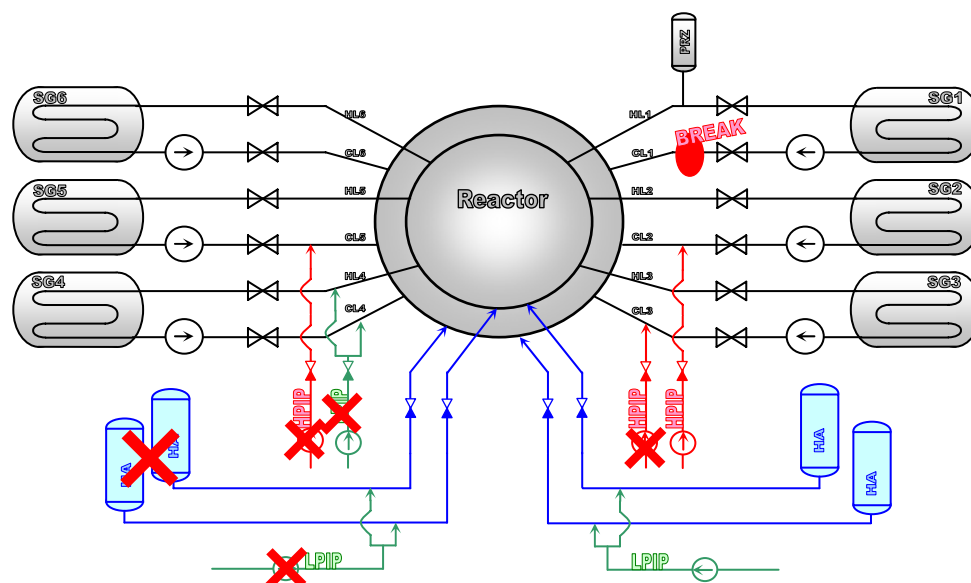 PRZ
SG6
HL6
HL1
SG1
BREAK
CL6
CL1
SG5
HL5
Reactor
HL2
SG2
CL5
CL2
SG4
HL4
HL3
SG3
CL4
CL3
HPIP
HPIP
HPIP
HA
HA
HA
HA
LPIP
LPIP